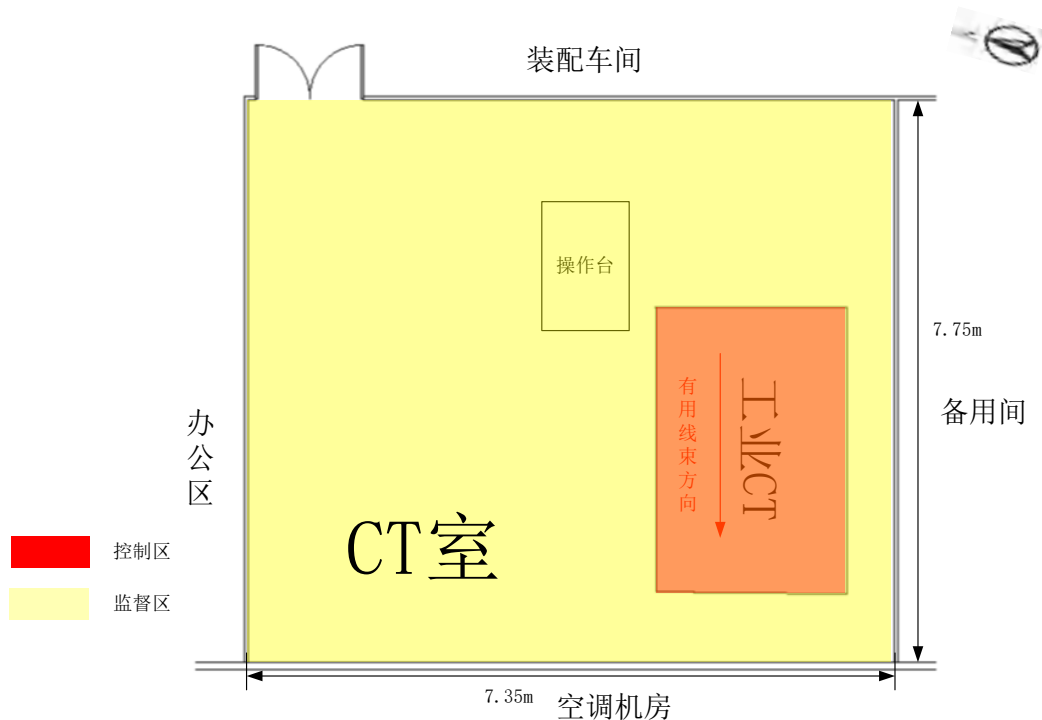 装配车间
操作台
7.75m
有用线束方向
工业CT
备用间
办公区
CT室
控制区
监督区
7.35m
空调机房